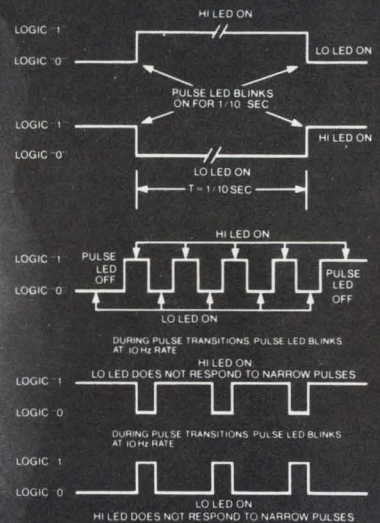 HI LED ON
LOGIC "1"
LO LED ON
LOGIC "0"
PULSE LED BLINKS
ON FOR 1/10 SEC
LOGIC "1"
HI LED ON
LOGIC "0"
LO LED ON
T = 1/10 SEC
HI LED ON
LOGIC "1"
PULSE
LED
OFF
PULSE
LED
OFF
LOGIC "0"
LO LED ON
DURING PULSE TRANSITIONS, PULSE LED BLINKS
AT 10 Hz RATE
HI LED ON
LO LED DOES NOT RESPOND TO NARROW PULSES
LOGIC "1"
LOGIC "0"
DURING PULSE TRANSITIONS PULSE LED BLINKS
AT 10 Hz RATE
LOGIC "1"
LOGIC "0"
LO LED ON
HI LED DOES NOT RESPOND TO NARROW PULSES